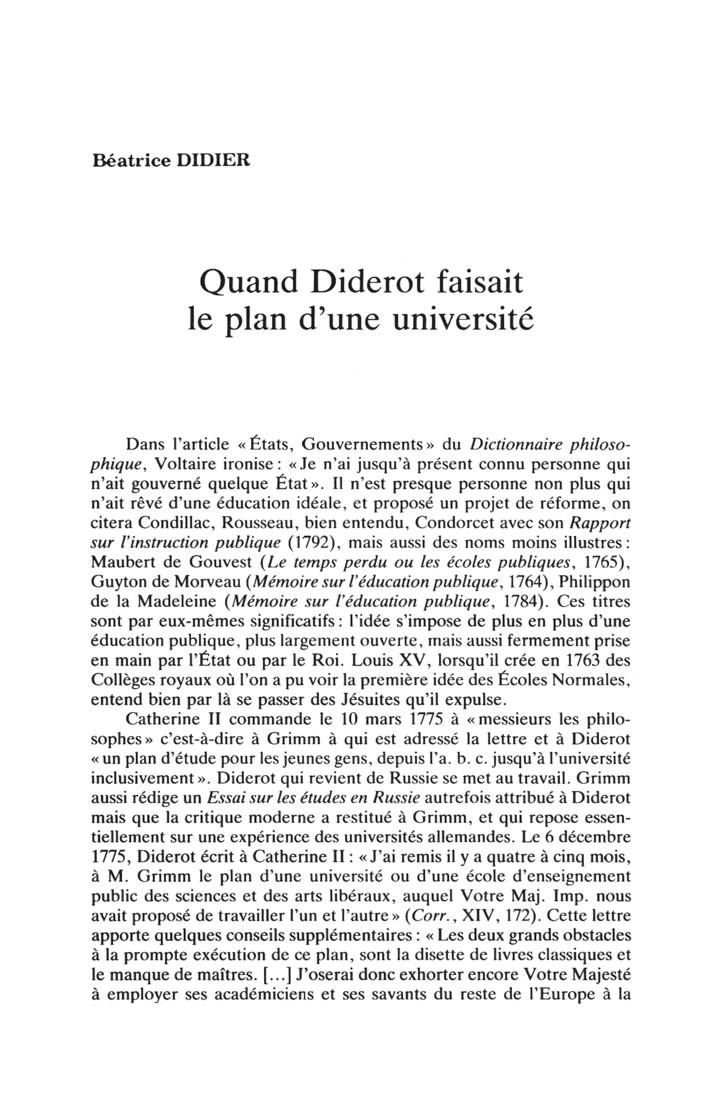 Béatrice DIDIER
Quand Diderot faisait
le plan d'une université
Dans l'article « États, Gouvernements » du Dictionnaire philoso-
phique, Voltaire ironise : « Je n'ai jusqu'à présent connu personne qui
n'ait gouverné quelque État ». Il n'est presque personne non plus qui
n'ait rêvé d'une éducation idéale, et proposé un projet de réforme, on
citera Condillac, Rousseau, bien entendu, Condorcet avec son Rapport
sur l'instruction publique (1792), mais aussi des noms moins illustres :
Maubert de Gouvest (Le temps perdu ou les écoles publiques, 1765),
Guyton de Morveau (Mémoire sur l'éducation publique, 1764), Philippon
de la Madeleine (Mémoire sur l'éducation publique, 1784). Ces titres
sont par eux-mêmes significatifs : l'idée s'impose de plus en plus d'une
éducation publique, plus largement ouverte, mais aussi fermement prise
en main par l'État ou par le Roi. Louis XV, lorsqu'il crée en 1763 des
Collèges royaux où l'on a pu voir la première idée des Écoles Normales,
entend bien par là se passer des Jésuites qu'il expulse.
Catherine II commande le 10 mars 1775 à « messieurs les philo-
sophes » c'est-à-dire à Grimm à qui est adressé la lettre et à Diderot
« un plan d'étude pour les jeunes gens, depuis l'a. b. c. jusqu'à l'université
inclusivement ». Diderot qui revient de Russie se met au travail. Grimm
aussi rédige un Essai sur les études en Russie autrefois attribué à Diderot
mais que la critique moderne a restitué à Grimm, et qui repose essen-
tiellement sur une expérience des universités allemandes. Le 6 décembre
1775, Diderot écrit à Catherine II : « J'ai remis il y a quatre à cinq mois,
à M. Grimm le plan d'une université ou d'une école d'enseignement
public des sciences et des arts libéraux, auquel Votre Maj. Imp. nous
avait proposé de travailler l'un et l'autre » (Corr., XIV, 172). Cette lettre
apporte quelques conseils supplémentaires : « Les deux grands obstacles
à la prompte exécution de ce plan, sont la disette de livres classiques et
le manque de maîtres. [...] J'oserai donc exhorter encore Votre Majesté
à employer ses académiciens et ses savants du reste de l'Europe à la